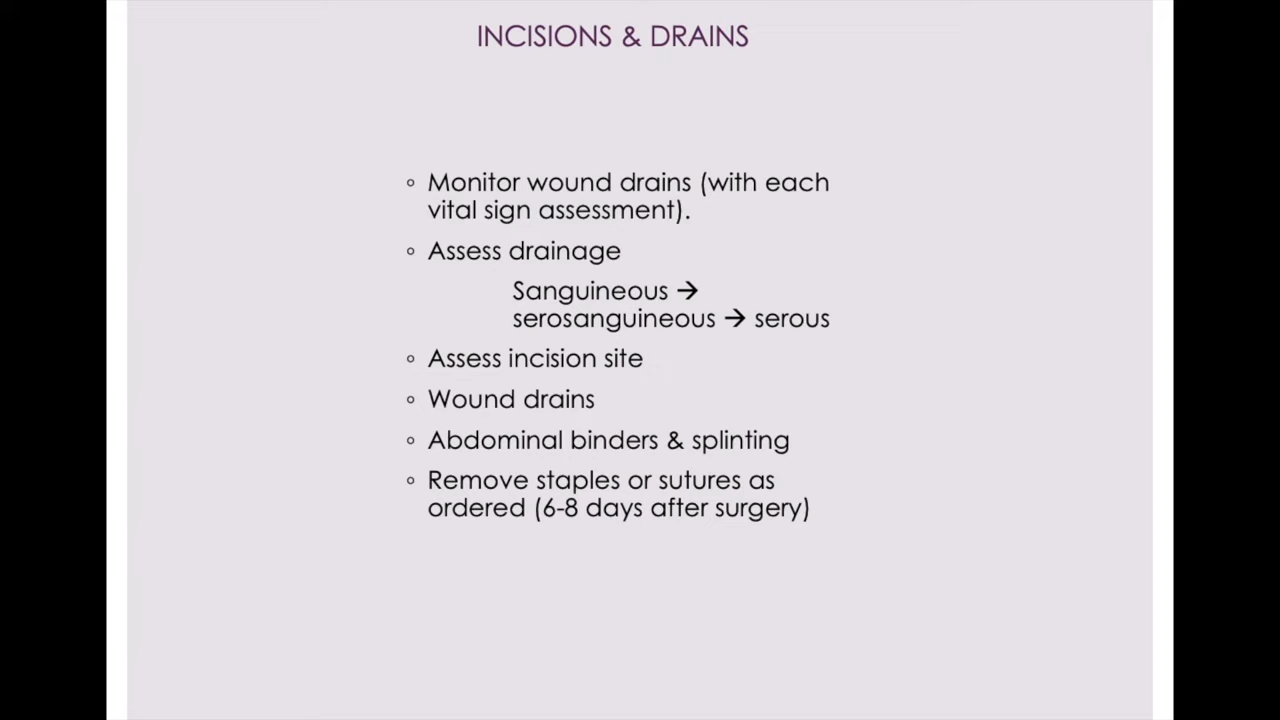 INCISIONS & DRAINS
◦ Monitor wound drains (with each
vital sign assessment).
◦ Assess drainage
Sanguineous →
serosanguineous → serous
◦ Assess incision site
◦ Wound drains
◦ Abdominal binders & splinting
◦ Remove staples or sutures as
ordered (6-8 days after surgery)